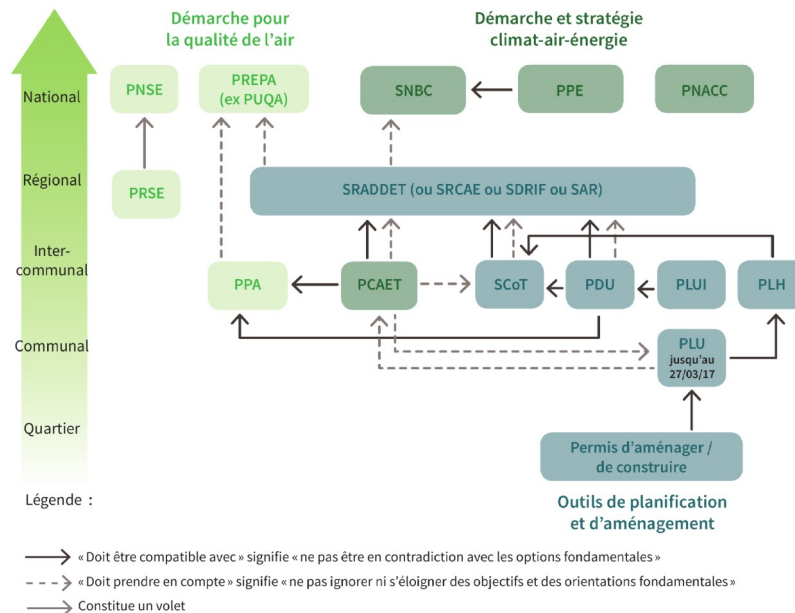 Démarche pour
la qualité de l'air
Démarche et stratégie
climat-air-énergie
National
PNSE
PREPA
(ex PUQA)
SNBC
PPE
PNACC
Régional
PRSE
SRADDET (ou SRCAE ou SDRIF ou SAR)
Inter-
communal
PPA
PCAET
SCoT
PDU
PLUI
PLH
Communal
PLU
jusqu'au
27/03/17
Quartier
Permis d'aménager /
de construire
Légende :
Outils de planification
et d'aménagement
« Doit être compatible avec » signifie « ne pas être en contradiction avec les options fondamentales »
« Doit prendre en compte » signifie « ne pas ignorer ni s'éloigner des objectifs et des orientations fondamentales »
Constitue un volet